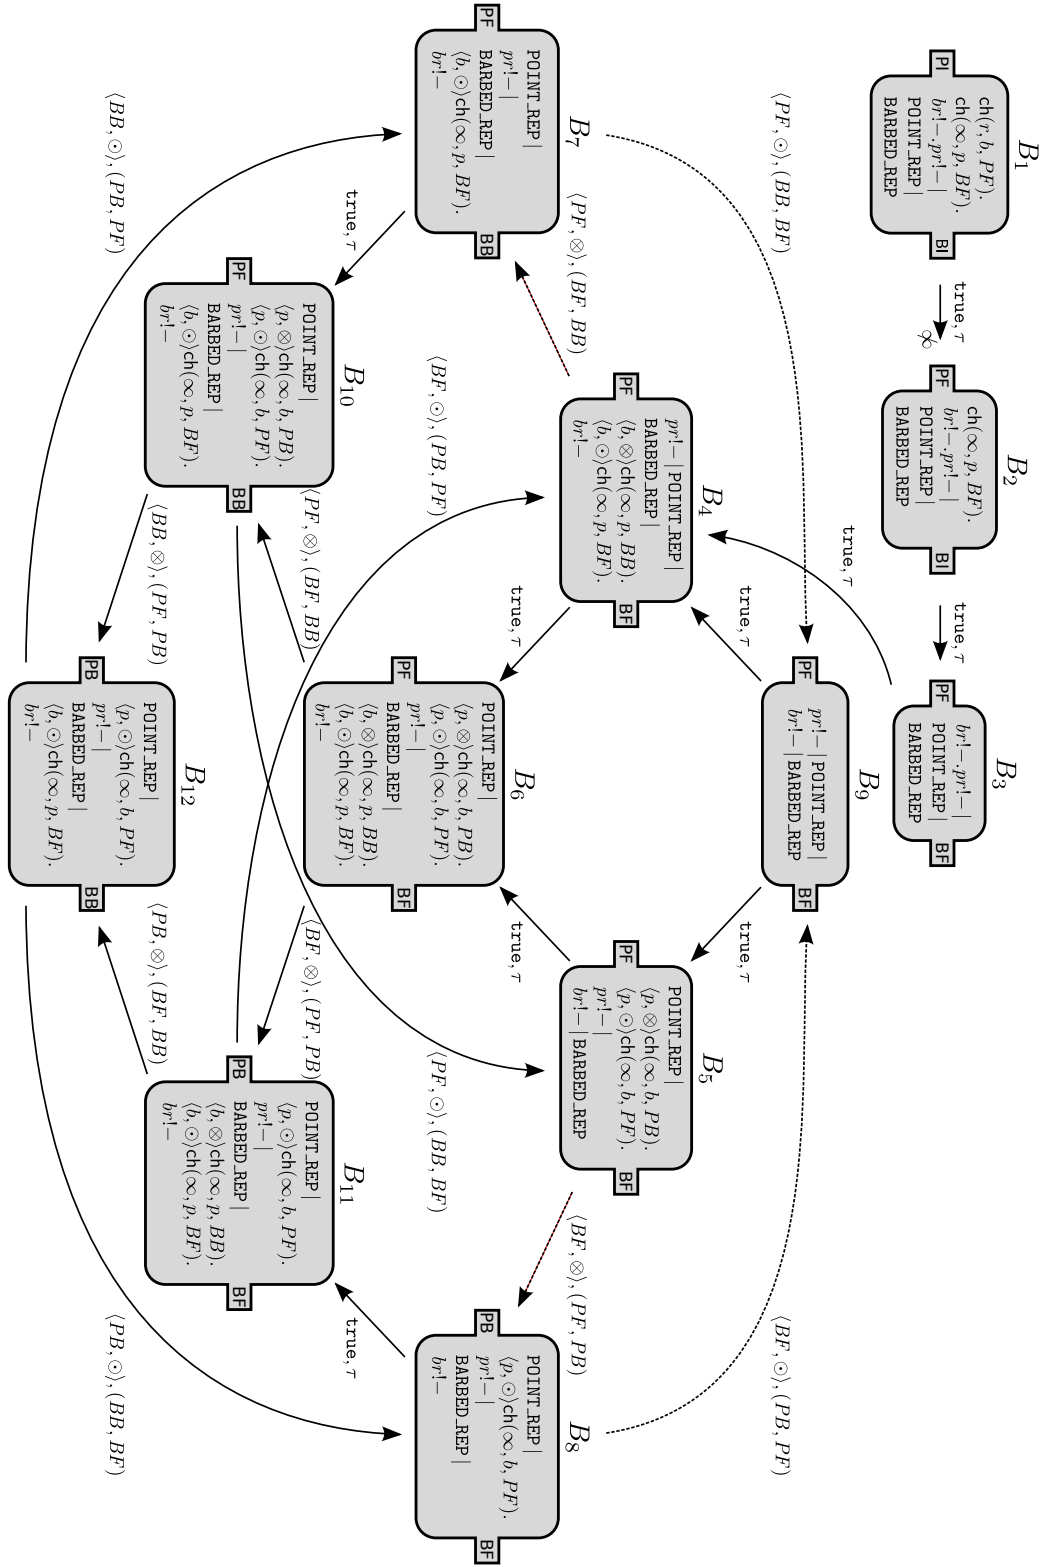 B₁
PI
ch(r, b, PF).
ch(∞, p, BF).
br!−.pr!−|
POINT_REP|
BARBED_REP
BI
true, τ
∝̸
B₂
PF
ch(∞, p, BF).
br!−.pr!−|
POINT_REP|
BARBED_REP
BI
true, τ
B₃
PF
br!−.pr!−|
POINT_REP|
BARBED_REP
BF
true, τ
⟨PF, ⊙⟩, (BB, BF)
B₉
PF
pr!−|POINT_REP|
br!−|BARBED_REP
BF
⟨BF, ⊙⟩, (PB, PF)
true, τ
true, τ
B₄
PF
pr!−|POINT_REP|
BARBED_REP|
⟨b, ⊗⟩ch(∞, p, BB).
⟨b, ⊙⟩ch(∞, p, BF).
br!−
BF
B₅
PF
POINT_REP|
⟨p, ⊗⟩ch(∞, b, PB).
⟨p, ⊙⟩ch(∞, b, PF).
pr!−|
br!−|BARBED_REP
BF
⟨PF, ⊗⟩, (BF, BB)
⟨BF, ⊗⟩, (PF, PB)
B₇
PF
POINT_REP|
pr!−|
BARBED_REP|
⟨b, ⊙⟩ch(∞, p, BF).
br!−
BB
true, τ
true, τ
B₆
PF
POINT_REP|
⟨p, ⊗⟩ch(∞, b, PB).
⟨p, ⊙⟩ch(∞, b, PF).
pr!−|
BARBED_REP|
⟨b, ⊗⟩ch(∞, p, BB).
⟨b, ⊙⟩ch(∞, p, BF).
br!−
BF
B₈
PB
POINT_REP|
⟨p, ⊙⟩ch(∞, b, PF).
pr!−|
BARBED_REP|
br!−
BF
⟨BF, ⊙⟩, (PB, PF)
⟨PF, ⊙⟩, (BB, BF)
true, τ
true, τ
⟨PF, ⊗⟩, (BF, BB)
⟨BF, ⊗⟩, (PF, PB)
B₁₀
PF
POINT_REP|
⟨p, ⊗⟩ch(∞, b, PB).
⟨p, ⊙⟩ch(∞, b, PF).
pr!−|
BARBED_REP|
⟨b, ⊙⟩ch(∞, p, BF).
br!−
BB
B₁₁
PB
POINT_REP|
⟨p, ⊙⟩ch(∞, b, PF).
pr!−|
BARBED_REP|
⟨b, ⊗⟩ch(∞, p, BB).
⟨b, ⊙⟩ch(∞, p, BF).
br!−
BF
⟨BB, ⊗⟩, (PF, PB)
⟨PB, ⊗⟩, (BF, BB)
⟨BB, ⊙⟩, (PB, PF)
⟨PB, ⊙⟩, (BB, BF)
B₁₂
PB
POINT_REP|
⟨p, ⊙⟩ch(∞, b, PF).
pr!−|
BARBED_REP|
⟨b, ⊙⟩ch(∞, p, BF).
br!−
BB